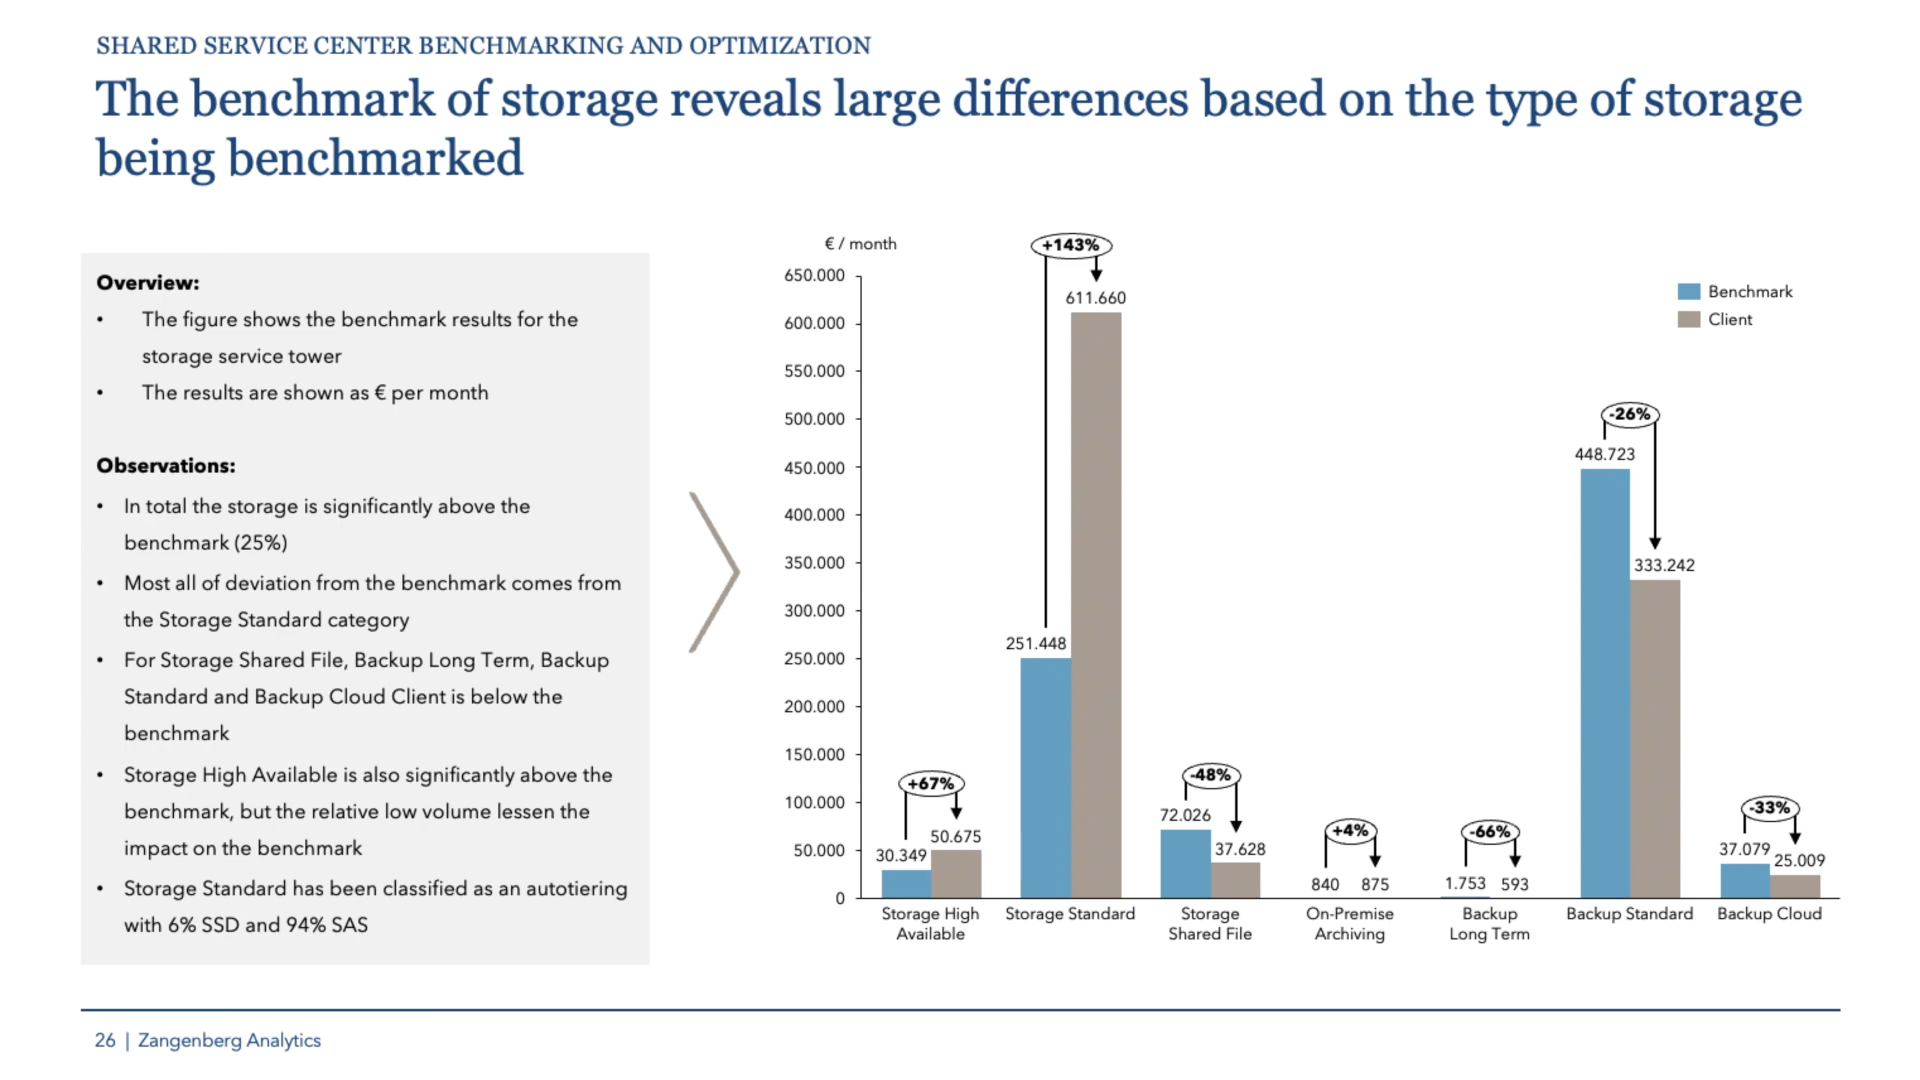 SHARED SERVICE CENTER BENCHMARKING AND OPTIMIZATION
The benchmark of storage reveals large differences based on the type of storage
being benchmarked
Overview:
• The figure shows the benchmark results for the
storage service tower
• The results are shown as € per month
Observations:
• In total the storage is significantly above the
benchmark (25%)
• Most all of deviation from the benchmark comes from
the Storage Standard category
• For Storage Shared File, Backup Long Term, Backup
Standard and Backup Cloud Client is below the
benchmark
• Storage High Available is also significantly above the
benchmark, but the relative low volume lessen the
impact on the benchmark
• Storage Standard has been classified as an autotiering
with 6% SSD and 94% SAS
€ / month
650.000
600.000
550.000
500.000
450.000
400.000
350.000
300.000
250.000
200.000
150.000
100.000
50.000
0
Benchmark
Client
+67%
30.349
50.675
Storage High
Available
+143%
251.448
611.660
Storage Standard
-48%
72.026
37.628
Storage
Shared File
+4%
840
875
On-Premise
Archiving
-66%
1.753
593
Backup
Long Term
-26%
448.723
333.242
Backup Standard
-33%
37.079
25.009
Backup Cloud
26 | Zangenberg Analytics